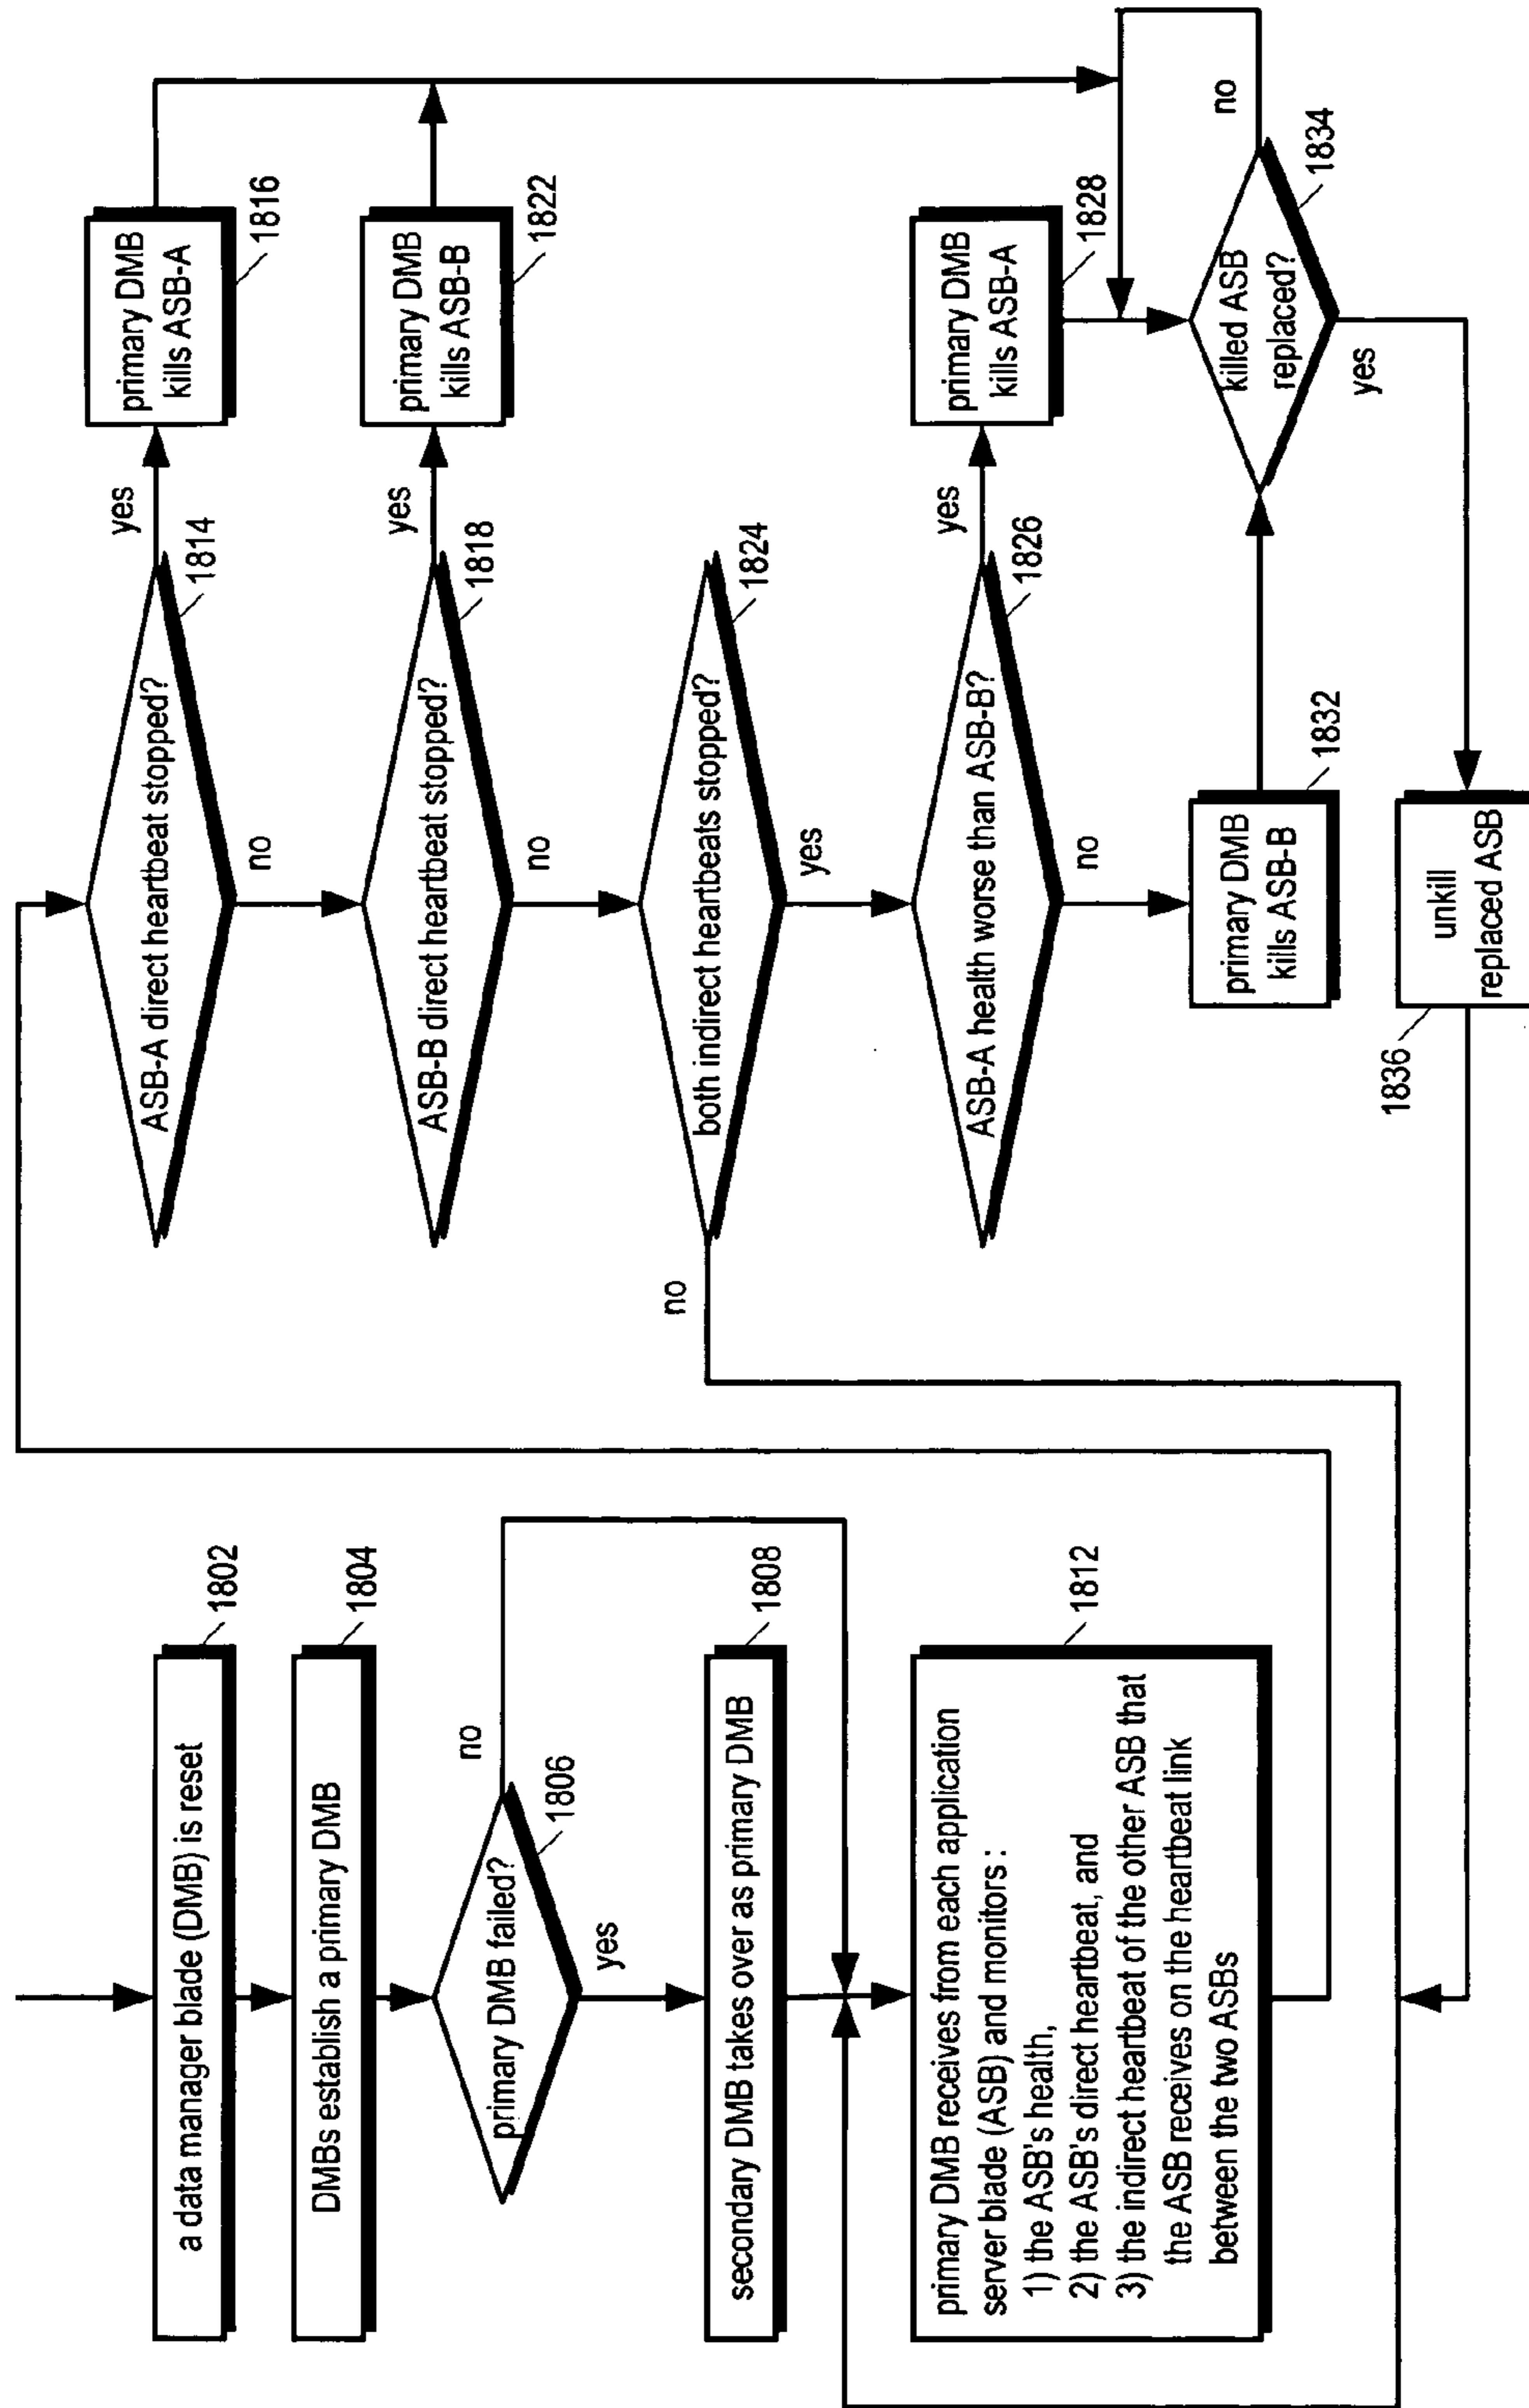 a data manager blade (DMB) is reset
1802
DMBs establish a primary DMB
1804
primary DMB failed?
1806
no
yes
secondary DMB takes over as primary DMB
1808
primary DMB receives from each application
server blade (ASB) and monitors :
1) the ASB's health,
2) the ASB's direct heartbeat, and
3) the indirect heartbeat of the other ASB that
the ASB receives on the heartbeat link
between the two ASBs
1812
ASB-A direct heartbeat stopped?
1814
yes
no
primary DMB
kills ASB-A
1816
ASB-B direct heartbeat stopped?
1818
yes
no
primary DMB
kills ASB-B
1822
both indirect heartbeats stopped?
1824
no
yes
ASB-A health worse than ASB-B?
1826
yes
no
primary DMB
kills ASB-A
1828
primary DMB
kills ASB-B
1832
killed ASB
replaced?
1834
no
yes
unkill
replaced ASB
1836